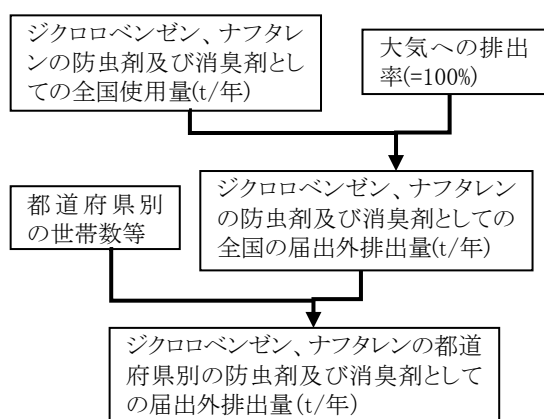 ジクロロベンゼン、ナフタレ
ンの防虫剤及び消臭剤とし
ての全国使用量(t/年)
大気への排出
率(=100%)
ジクロロベンゼン、ナフタレン
の防虫剤及び消臭剤としての
全国の届出外排出量(t/年)
都道府県別
の世帯数等
ジクロロベンゼン、ナフタレンの都道
府県別の防虫剤及び消臭剤として
の届出外排出量(t/年)